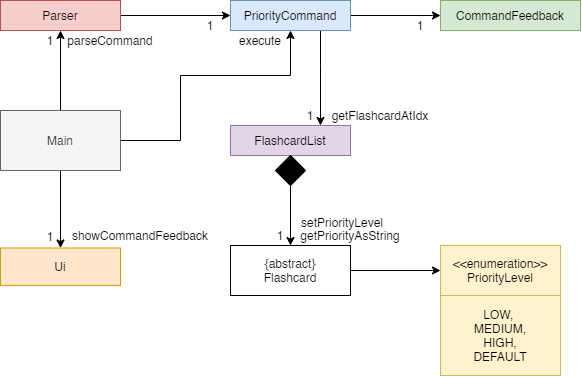 Parser
1
PriorityCommand
1
CommandFeedback
1 parseCommand
execute
Main
1 getFlashcardAtIdx
FlashcardList
1 showCommandFeedback
Ui
setPriorityLevel
1 getPriorityAsString
{abstract}
Flashcard
<<enumeration>>
PriorityLevel
LOW,
MEDIUM,
HIGH,
DEFAULT